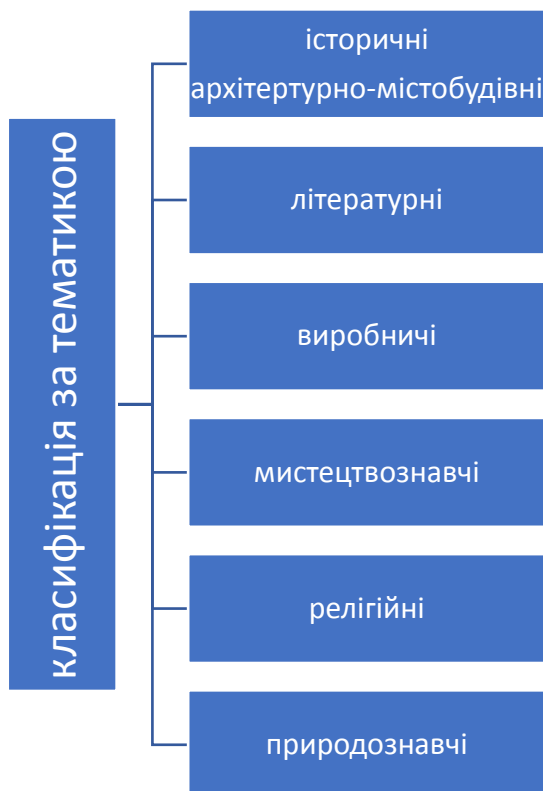 класифікація за тематикою
історичні
архітертурно-містобудівні
літературні
виробничі
мистецтвознавчі
релігійні
природознавчі